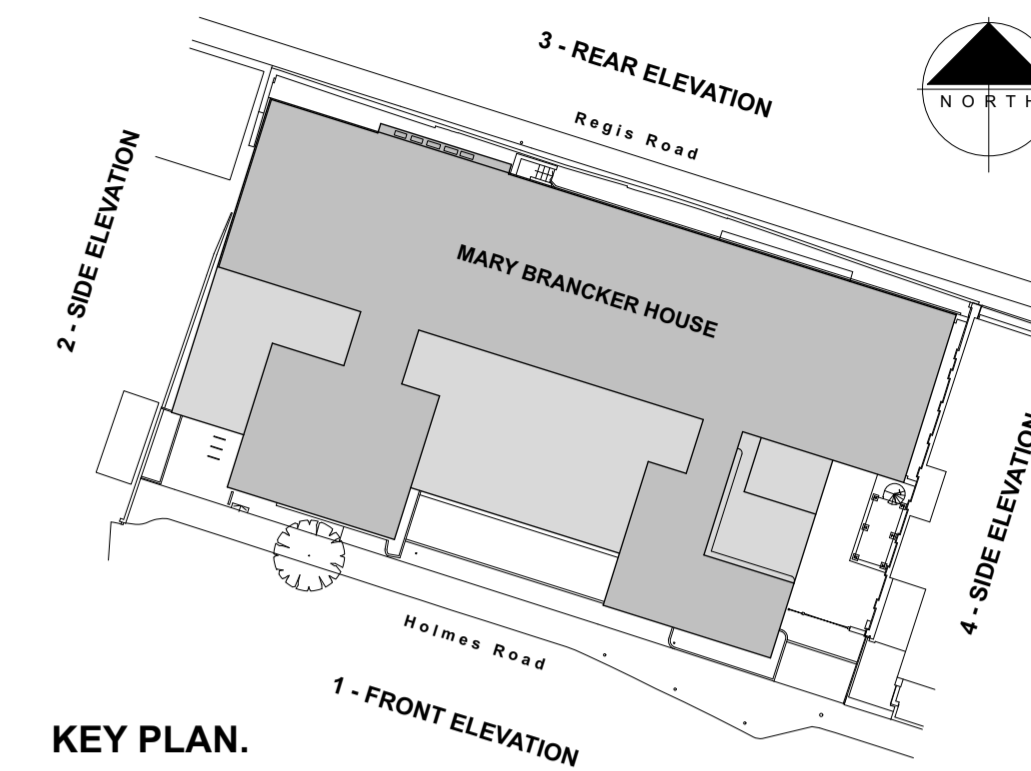 3 - REAR ELEVATION
Regis Road
NORTH
2 - SIDE ELEVATION
MARY BRANCKER HOUSE
4 - SIDE ELEVATION
Holmes Road
1 - FRONT ELEVATION
KEY PLAN.